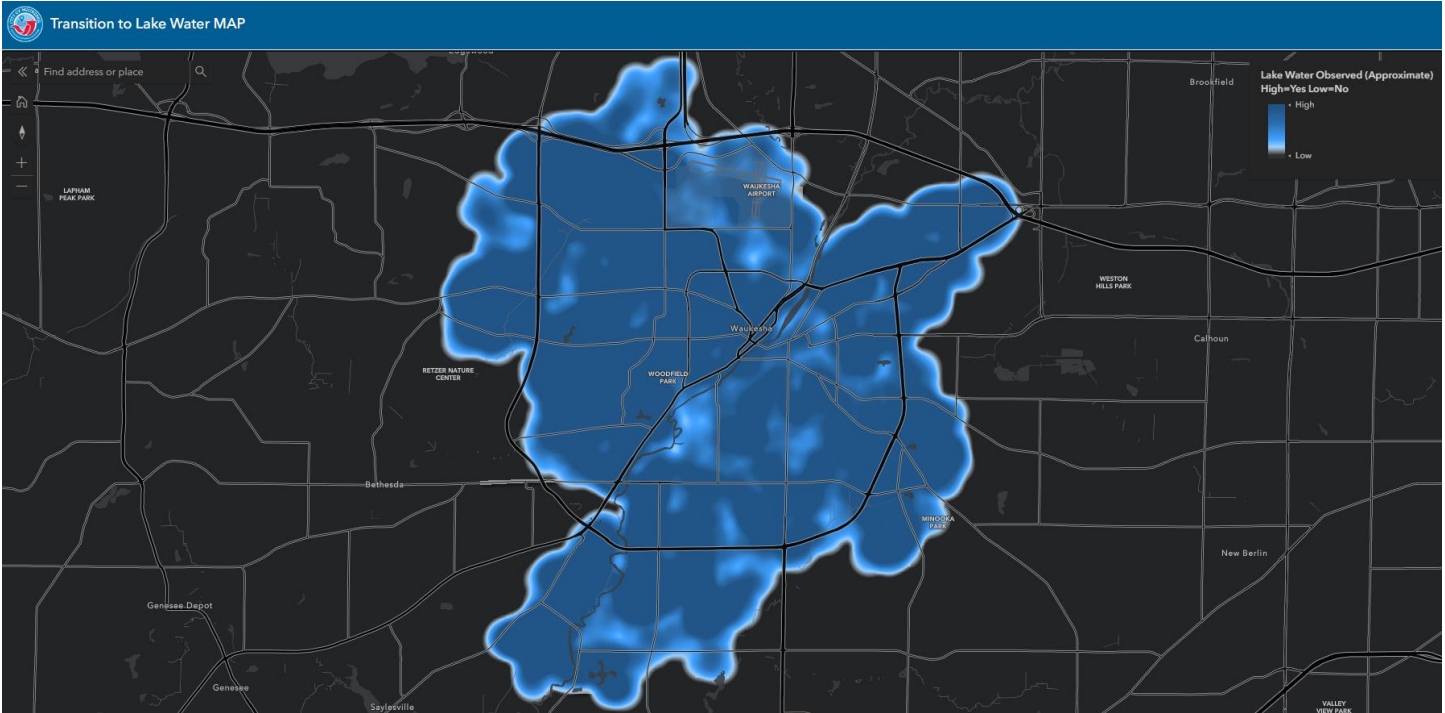 Transition to Lake Water MAP
Find address or place
Edgewood
Brookfield
Lake Water Observed (Approximate)
High=Yes Low=No
High
Low
LAPHAM
PEAK PARK
WAUKESHA
AIRPORT
WESTON
HILLS PARK
Waukesha
Calhoun
RETZER NATURE
CENTER
WOODFIELD
PARK
Bethesda
MINOOKA
PARK
New Berlin
Genesee Depot
Genesee
Saylesville
VALLEY
VIEW PARK